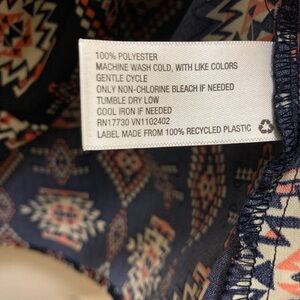 100% POLYESTER
MACHINE WASH COLD, WITH LIKE COLORS
GENTLE CYCLE
ONLY NON-CHLORINE BLEACH IF NEEDED
TUMBLE DRY LOW
COOL IRON IF NEEDED
RN17730 VN1102402
LABEL MADE FROM 100% RECYCLED PLASTIC